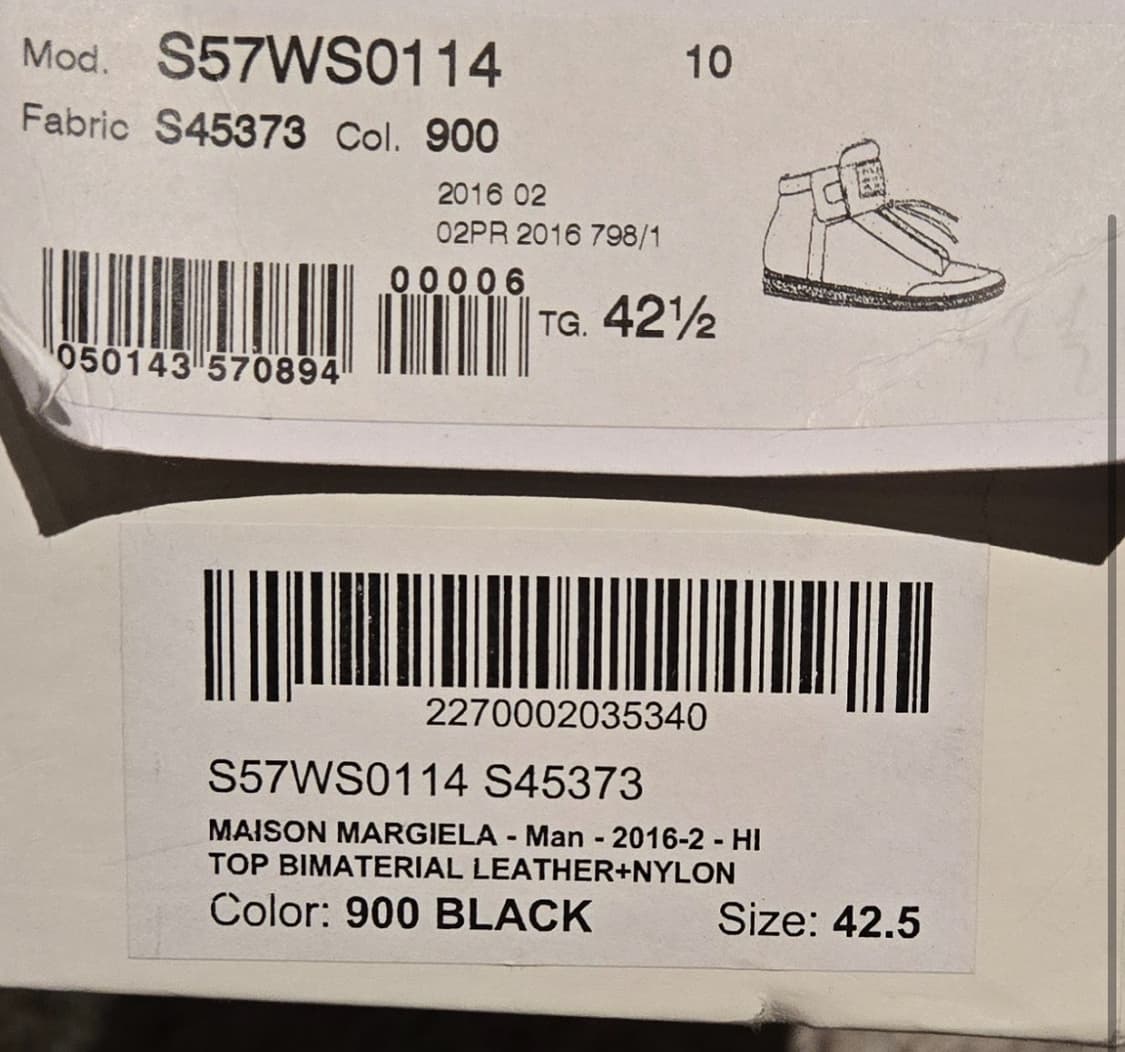 Mod. S57WS0114 10
Fabric S45373 Col. 900
2016 02
02PR 2016 798/1
00006
TG. 42½
050143 570894
2270002035340
S57WS0114 S45373
MAISON MARGIELA - Man - 2016-2 - HI
TOP BIMATERIAL LEATHER+NYLON
Color: 900 BLACK Size: 42.5